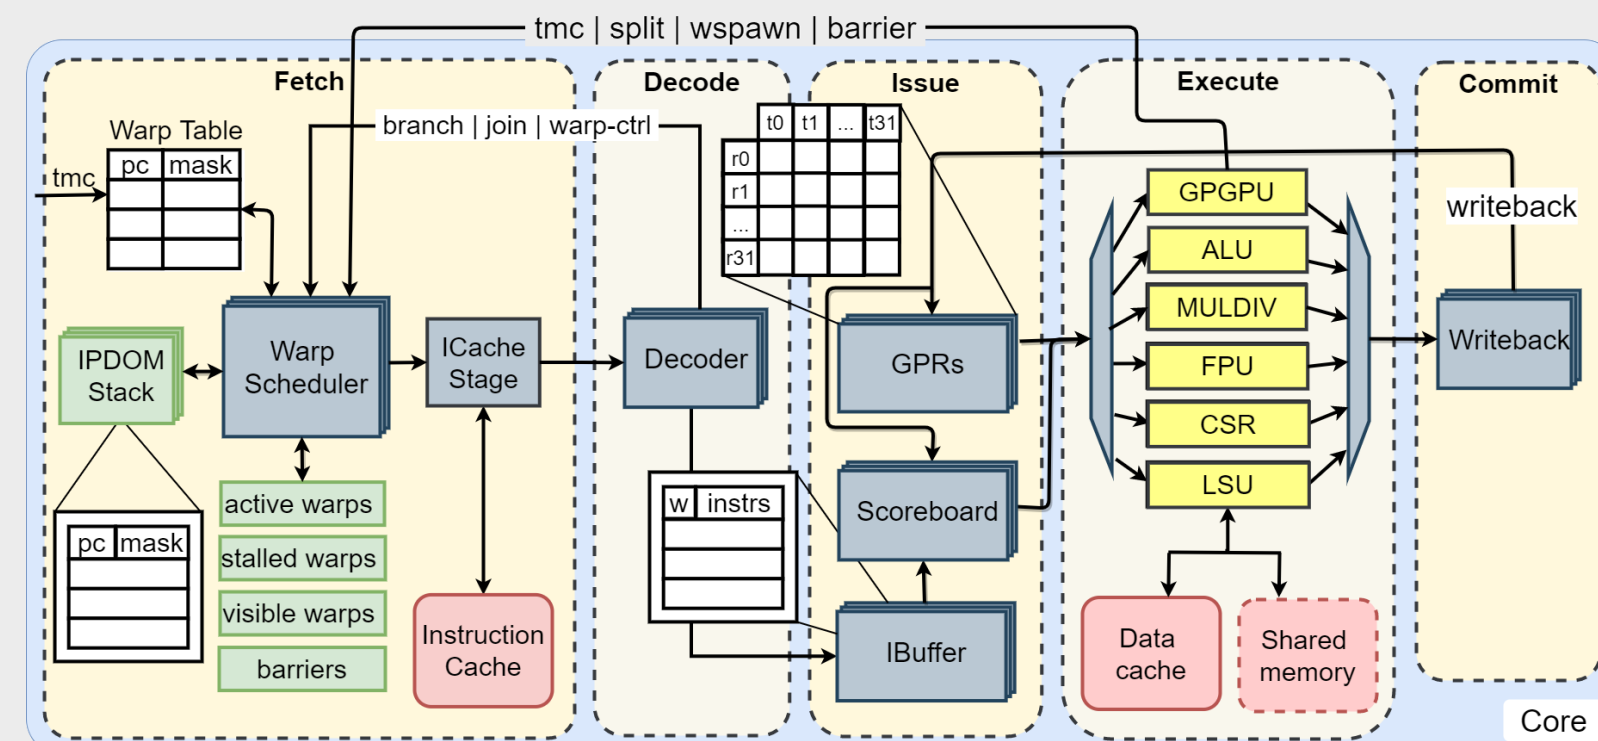 tmc | split | wspawn | barrier
Fetch
Decode
Issue
Execute
Commit
Warp Table
pc mask
tmc
branch | join | warp-ctrl
t0 t1 ... t31
r0
r1
...
r31
IPDOM
Stack
Warp
Scheduler
ICache
Stage
Decoder
GPRs
GPGPU
ALU
MULDIV
FPU
CSR
LSU
writeback
Writeback
active warps
stalled warps
visible warps
barriers
pc mask
Instruction
Cache
w instrs
Scoreboard
IBuffer
Data
cache
Shared
memory
Core